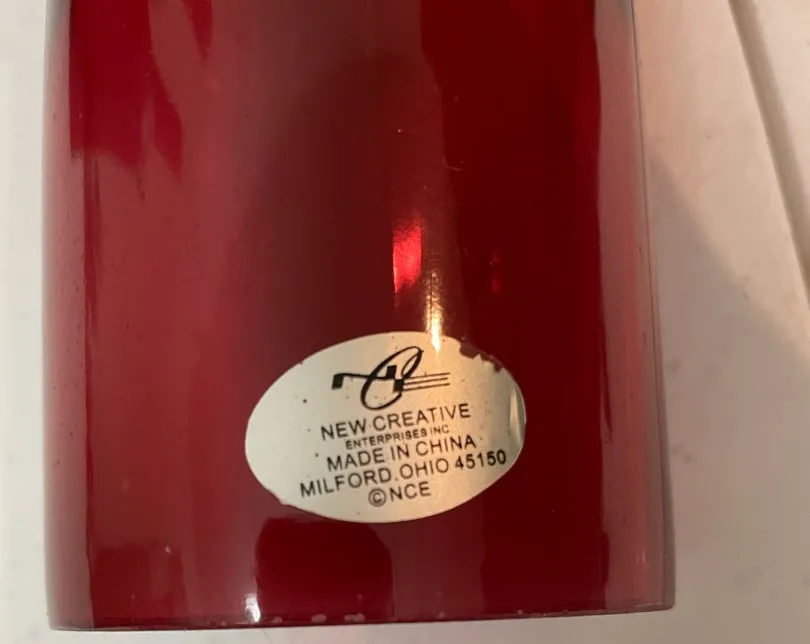 NEW CREATIVE
ENTERPRISES INC
MADE IN CHINA
MILFORD.OHIO 45150
©NCE